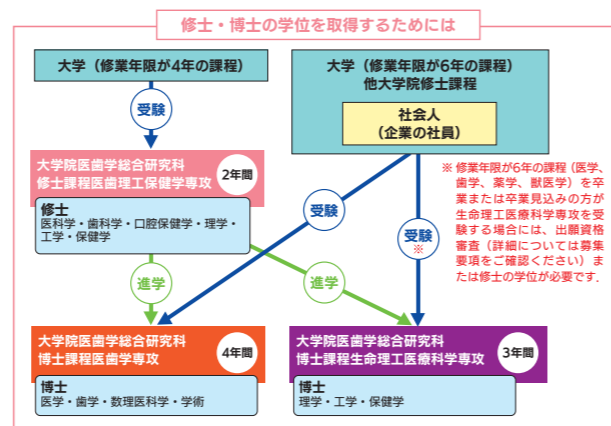 修士・博士の学位を取得するためには
大学（修業年限が4年の課程）
大学（修業年限が6年の課程）
他大学院修士課程
社会人
（企業の社員）
受験
大学院医歯学総合研究科
修士課程医歯理工保健学専攻
2年間
修士
医科学・歯科学・口腔保健学・理学・
工学・保健学
※ 修業年限が6年の課程（医学、
歯学、薬学、獣医学）を卒
業または卒業見込みの方が
生命理工医療科学専攻を受
験する場合には、出願資格
審査（詳細については募集
要項をご確認ください）ま
たは修士の学位が必要です.
受験
受験
※
進学
進学
大学院医歯学総合研究科
博士課程医歯学専攻
4年間
博士
医学・歯学・数理医科学・学術
大学院医歯学総合研究科
博士課程生命理工医療科学専攻
3年間
博士
理学・工学・保健学